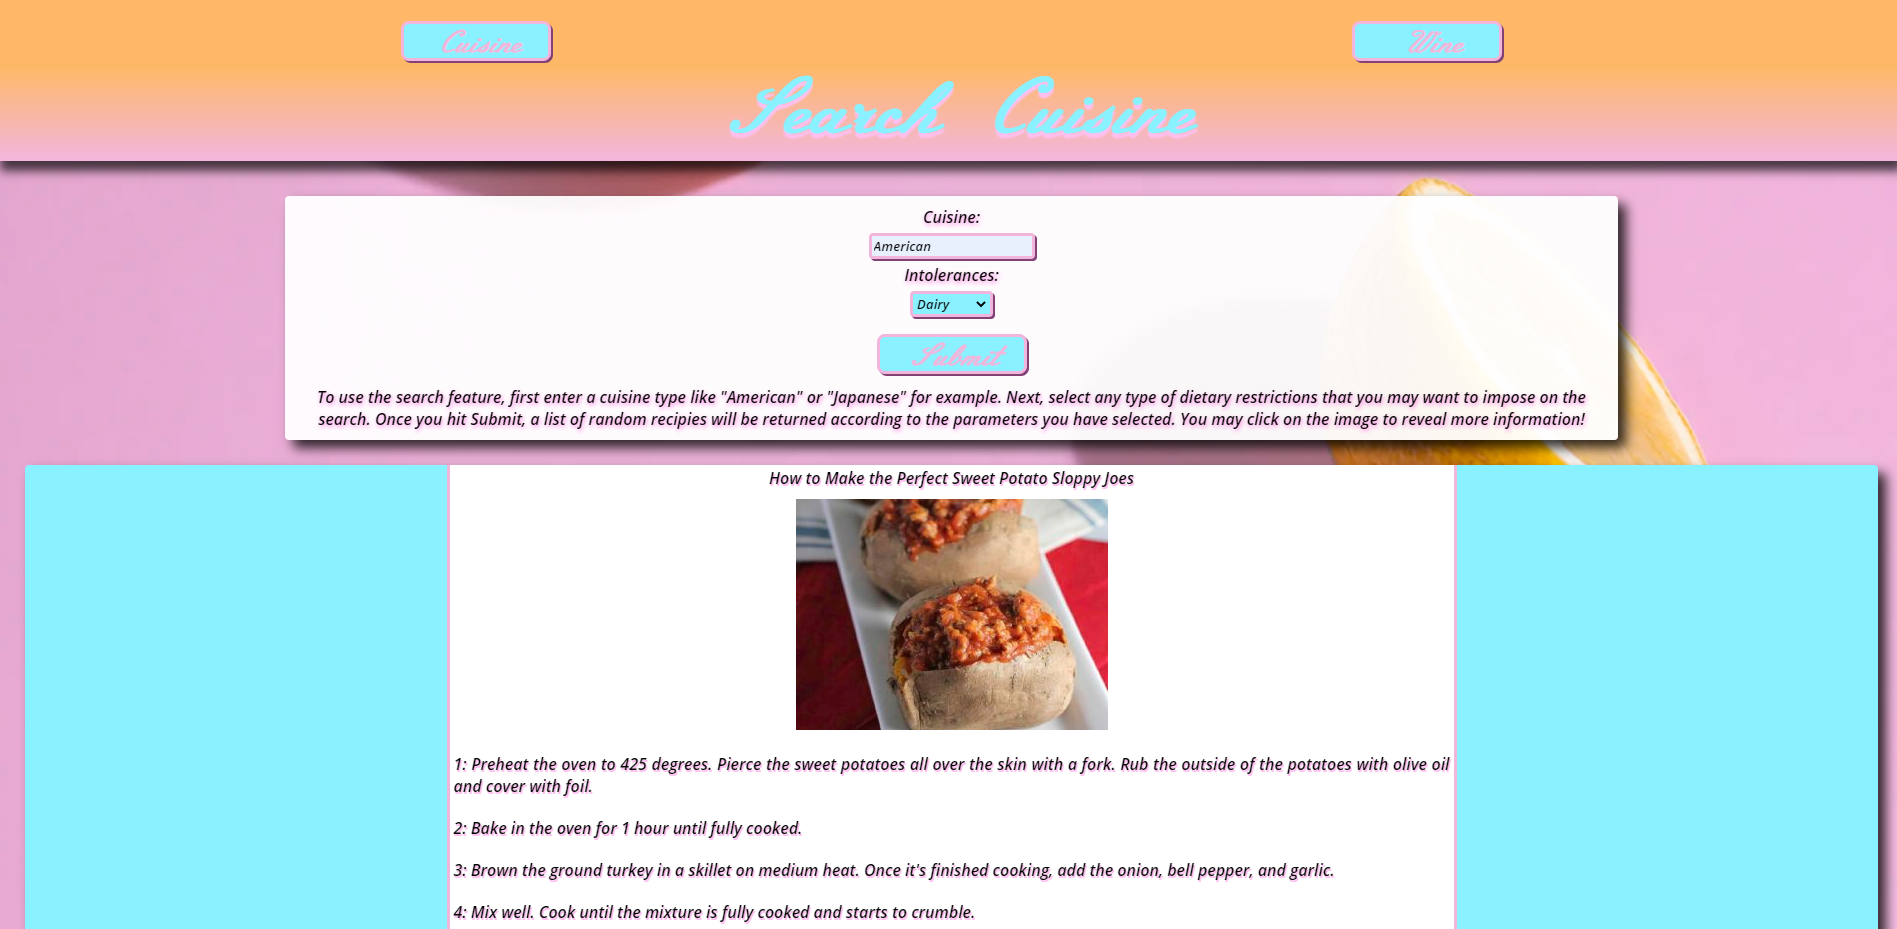 Cuisine
Wine
Search Cuisine
Cuisine:
American
Intolerances:
Dairy
Submit
To use the search feature, first enter a cuisine type like "American" or "Japanese" for example. Next, select any type of dietary restrictions that you may want to impose on the
search. Once you hit Submit, a list of random recipies will be returned according to the parameters you have selected. You may click on the image to reveal more information!
How to Make the Perfect Sweet Potato Sloppy Joes
1: Preheat the oven to 425 degrees. Pierce the sweet potatoes all over the skin with a fork. Rub the outside of the potatoes with olive oil
and cover with foil.
2: Bake in the oven for 1 hour until fully cooked.
3: Brown the ground turkey in a skillet on medium heat. Once it's finished cooking, add the onion, bell pepper, and garlic.
4: Mix well. Cook until the mixture is fully cooked and starts to crumble.